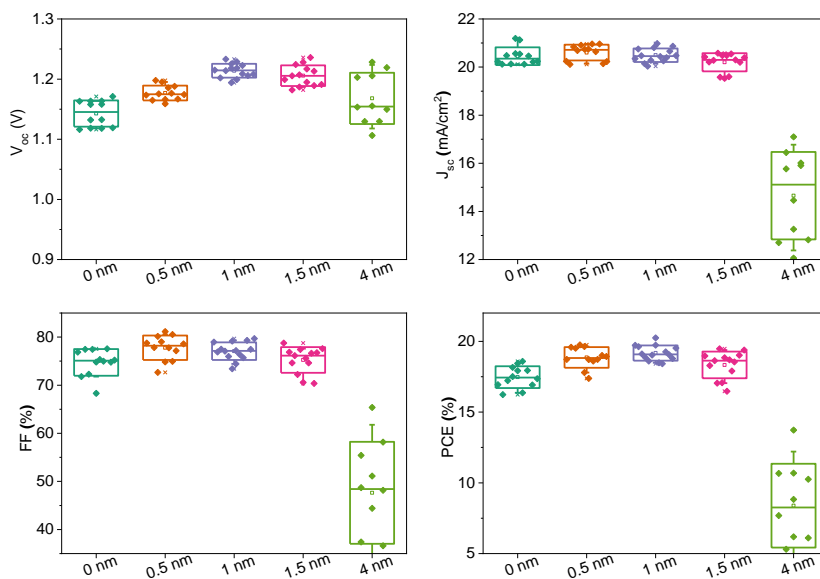 1.3
1.2
1.1
1.0
0.9
V_oc (V)
0 nm
0.5 nm
1 nm
1.5 nm
4 nm
22
20
18
16
14
12
J_sc (mA/cm²)
0 nm
0.5 nm
1 nm
1.5 nm
4 nm
80
70
60
50
40
FF (%)
0 nm
0.5 nm
1 nm
1.5 nm
4 nm
20
15
10
5
PCE (%)
0 nm
0.5 nm
1 nm
1.5 nm
4 nm